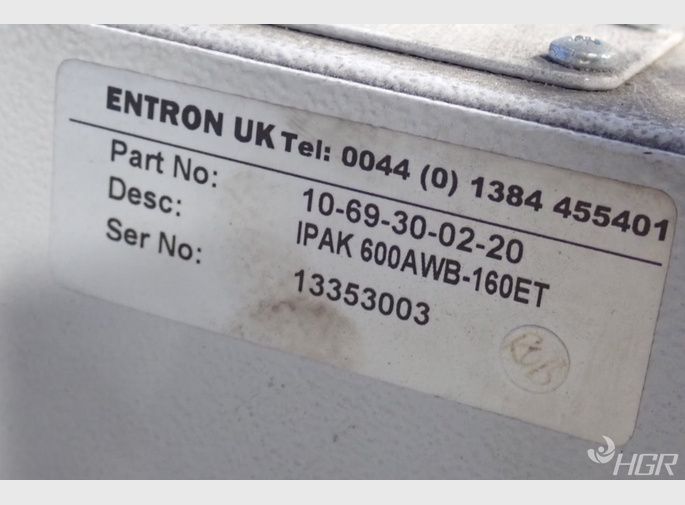 ENTRON UK Tel: 0044 (0) 1384 455401
Part No: 10-69-30-02-20
Desc: IPAK 600AWB-160ET
Ser No: 13353003
HGR